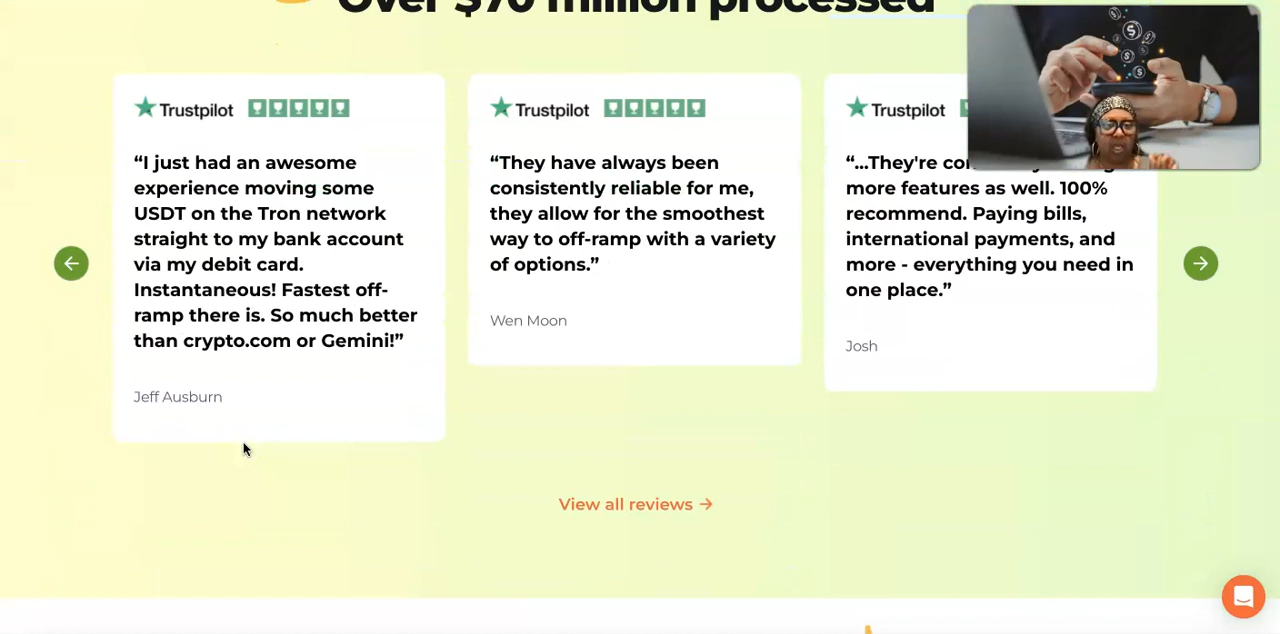 Over $70 million processed
Trustpilot
“I just had an awesome
experience moving some
USDT on the Tron network
straight to my bank account
via my debit card.
Instantaneous! Fastest off-
ramp there is. So much better
than crypto.com or Gemini!”
Jeff Ausburn
Trustpilot
“They have always been
consistently reliable for me,
they allow for the smoothest
way to off-ramp with a variety
of options.”
Wen Moon
Trustpilot
“...They're
more features as well. 100%
recommend. Paying bills,
international payments, and
more - everything you need in
one place.”
Josh
View all reviews →